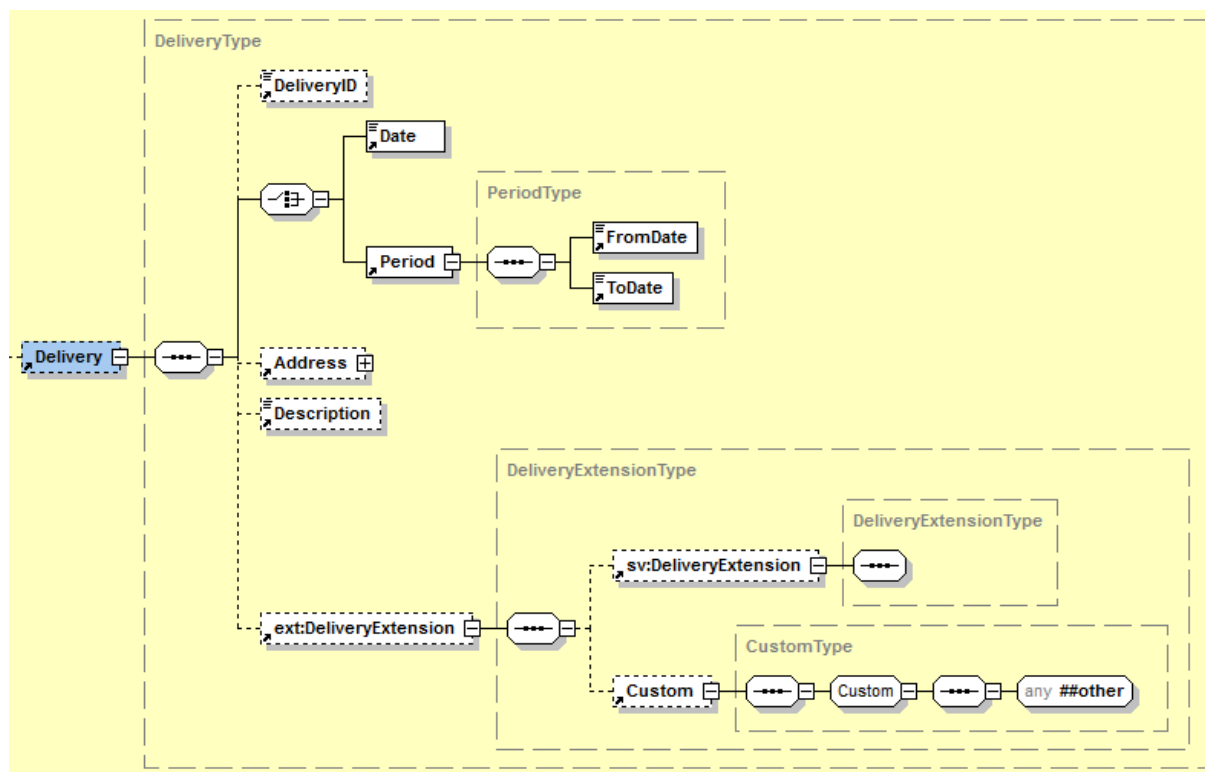 DeliveryType
DeliveryID
Date
PeriodType
FromDate
Period
ToDate
Delivery
Address
Description
DeliveryExtensionType
DeliveryExtensionType
sv:DeliveryExtension
ext:DeliveryExtension
CustomType
Custom
Custom
any ##other